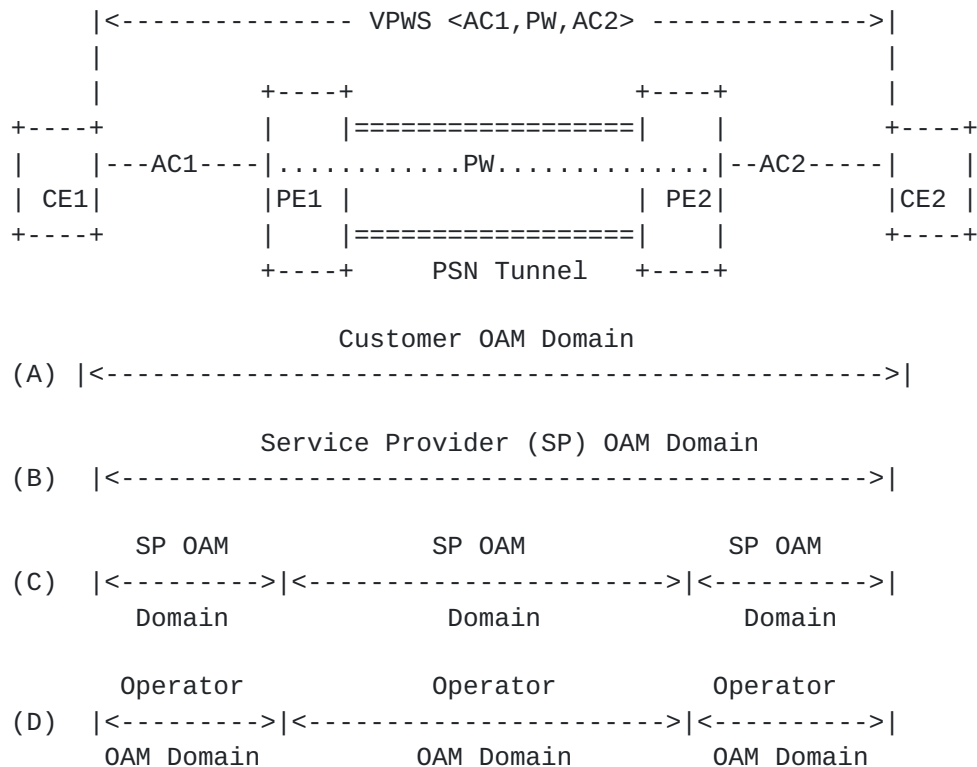 |<--------------- VPWS <AC1,PW,AC2> -------------->|
|                                                  |
|          +----+                  +----+          |
+----+          |    |==================|    |          +----+
|    |---AC1----|............PW..............|--AC2-----|    |
| CE1|          |PE1 |                  | PE2|          |CE2 |
+----+          |    |==================|    |          +----+
+----+     PSN Tunnel   +----+
Customer OAM Domain
(A) |<-------------------------------------------------->|
Service Provider (SP) OAM Domain
(B)  |<------------------------------------------------>|
SP OAM             SP OAM             SP OAM
(C)  |<--------->|<----------------------->|<---------->|
Domain               Domain             Domain
Operator            Operator          Operator
(D)  |<--------->|<----------------------->|<---------->|
OAM Domain          OAM Domain         OAM Domain